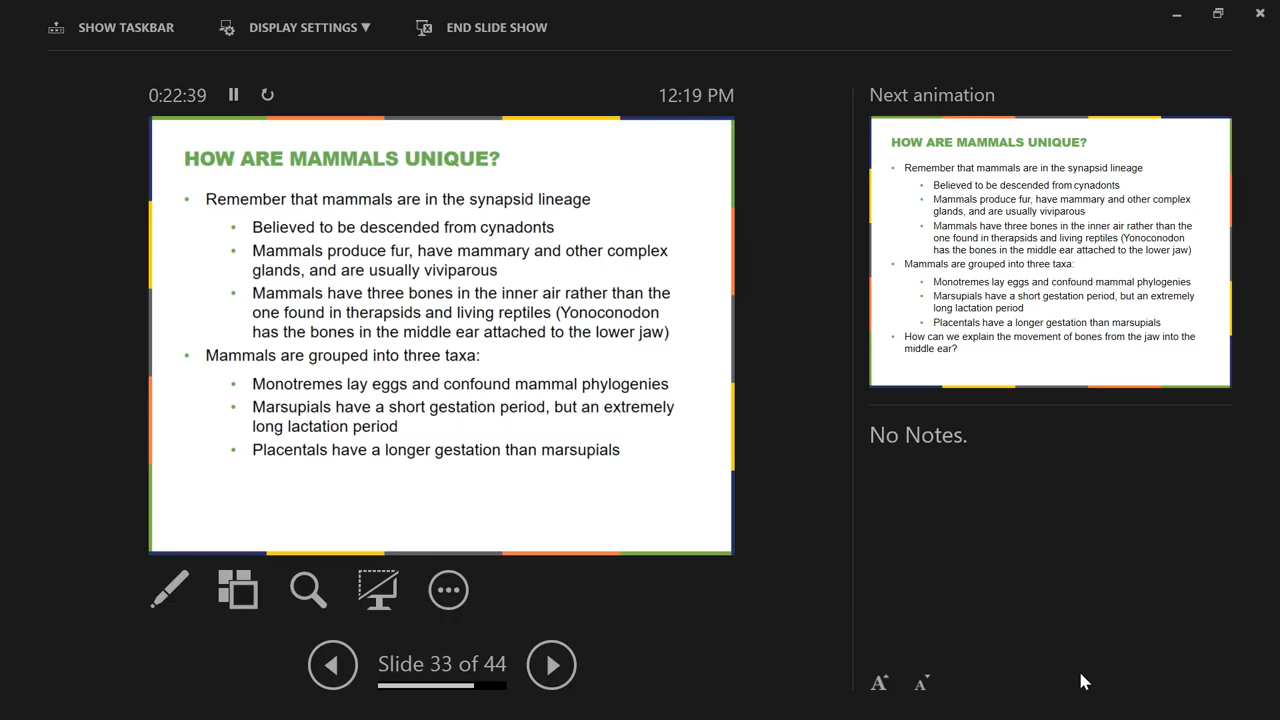 SHOW TASKBAR
DISPLAY SETTINGS ▼
END SLIDE SHOW
0:22:39
12:19 PM
HOW ARE MAMMALS UNIQUE?
• Remember that mammals are in the synapsid lineage
• Believed to be descended from cynadonts
• Mammals produce fur, have mammary and other complex
glands, and are usually viviparous
• Mammals have three bones in the inner air rather than the
one found in therapsids and living reptiles (Yonoconodon
has the bones in the middle ear attached to the lower jaw)
• Mammals are grouped into three taxa:
• Monotremes lay eggs and confound mammal phylogenies
• Marsupials have a short gestation period, but an extremely
long lactation period
• Placentals have a longer gestation than marsupials
Slide 33 of 44
Next animation
HOW ARE MAMMALS UNIQUE?
• Remember that mammals are in the synapsid lineage
• Believed to be descended from cynadonts
• Mammals produce fur, have mammary and other complex
glands, and are usually viviparous
• Mammals have three bones in the inner air rather than the
one found in therapsids and living reptiles (Yonoconodon
has the bones in the middle ear attached to the lower jaw)
• Mammals are grouped into three taxa:
• Monotremes lay eggs and confound mammal phylogenies
• Marsupials have a short gestation period, but an extremely
long lactation period
• Placentals have a longer gestation than marsupials
• How can we explain the movement of bones from the jaw into the
middle ear?
No Notes.
A A